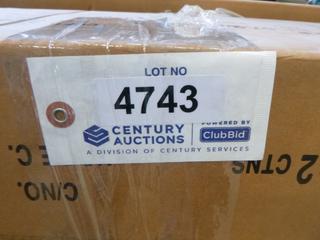 LOT NO
4743
CENTURY AUCTIONS
POWERED BY
ClubBid
A DIVISION OF CENTURY SERVICES
2 CTNS
C/NO.
E C.